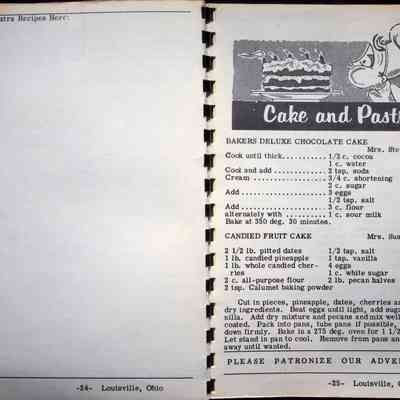 xtra Recipes Here:
-24- Louisville, Ohio
Cake and Past
BAKERS DELUXE CHOCOLATE CAKE
Mrs. Ste
Cook until thick........... 1/2 c. cocoa
1 c. water
Cook and add........... 2 tsp. soda
Cream................ 3/4 c. shortening
2 c. sugar
Add................ 3 eggs
1/2 tsp. salt
Add................ 3 c. flour
alternately with.......... 1 c. sour milk
Bake at 350 deg. 30 minutes.
CANDIED FRUIT CAKE Mrs. Sus
2 1/2 lb. pitted dates 1/2 tsp. salt
1 lb. candied pineapple 1 tsp. vanilla
1 lb. whole candied cher- 4 eggs
ries 1 c. white sugar
2 c. all-purpose flour 2 lb. pecan halves
2 tsp. Calumet baking powder
Cut in pieces, pineapple, dates, cherries a
dry ingredients. Beat eggs until light, add suga
nilla. Add dry mixture and pecans and mix well
coated. Pack into pans, tube pans if possible,
down firmly. Bake in a 275 deg. oven for 1 1/2
Let stand in pan to cool. Remove from pans an
away until wanted.
PLEASE PATRONIZE OUR ADVE
-25- Louisville, O